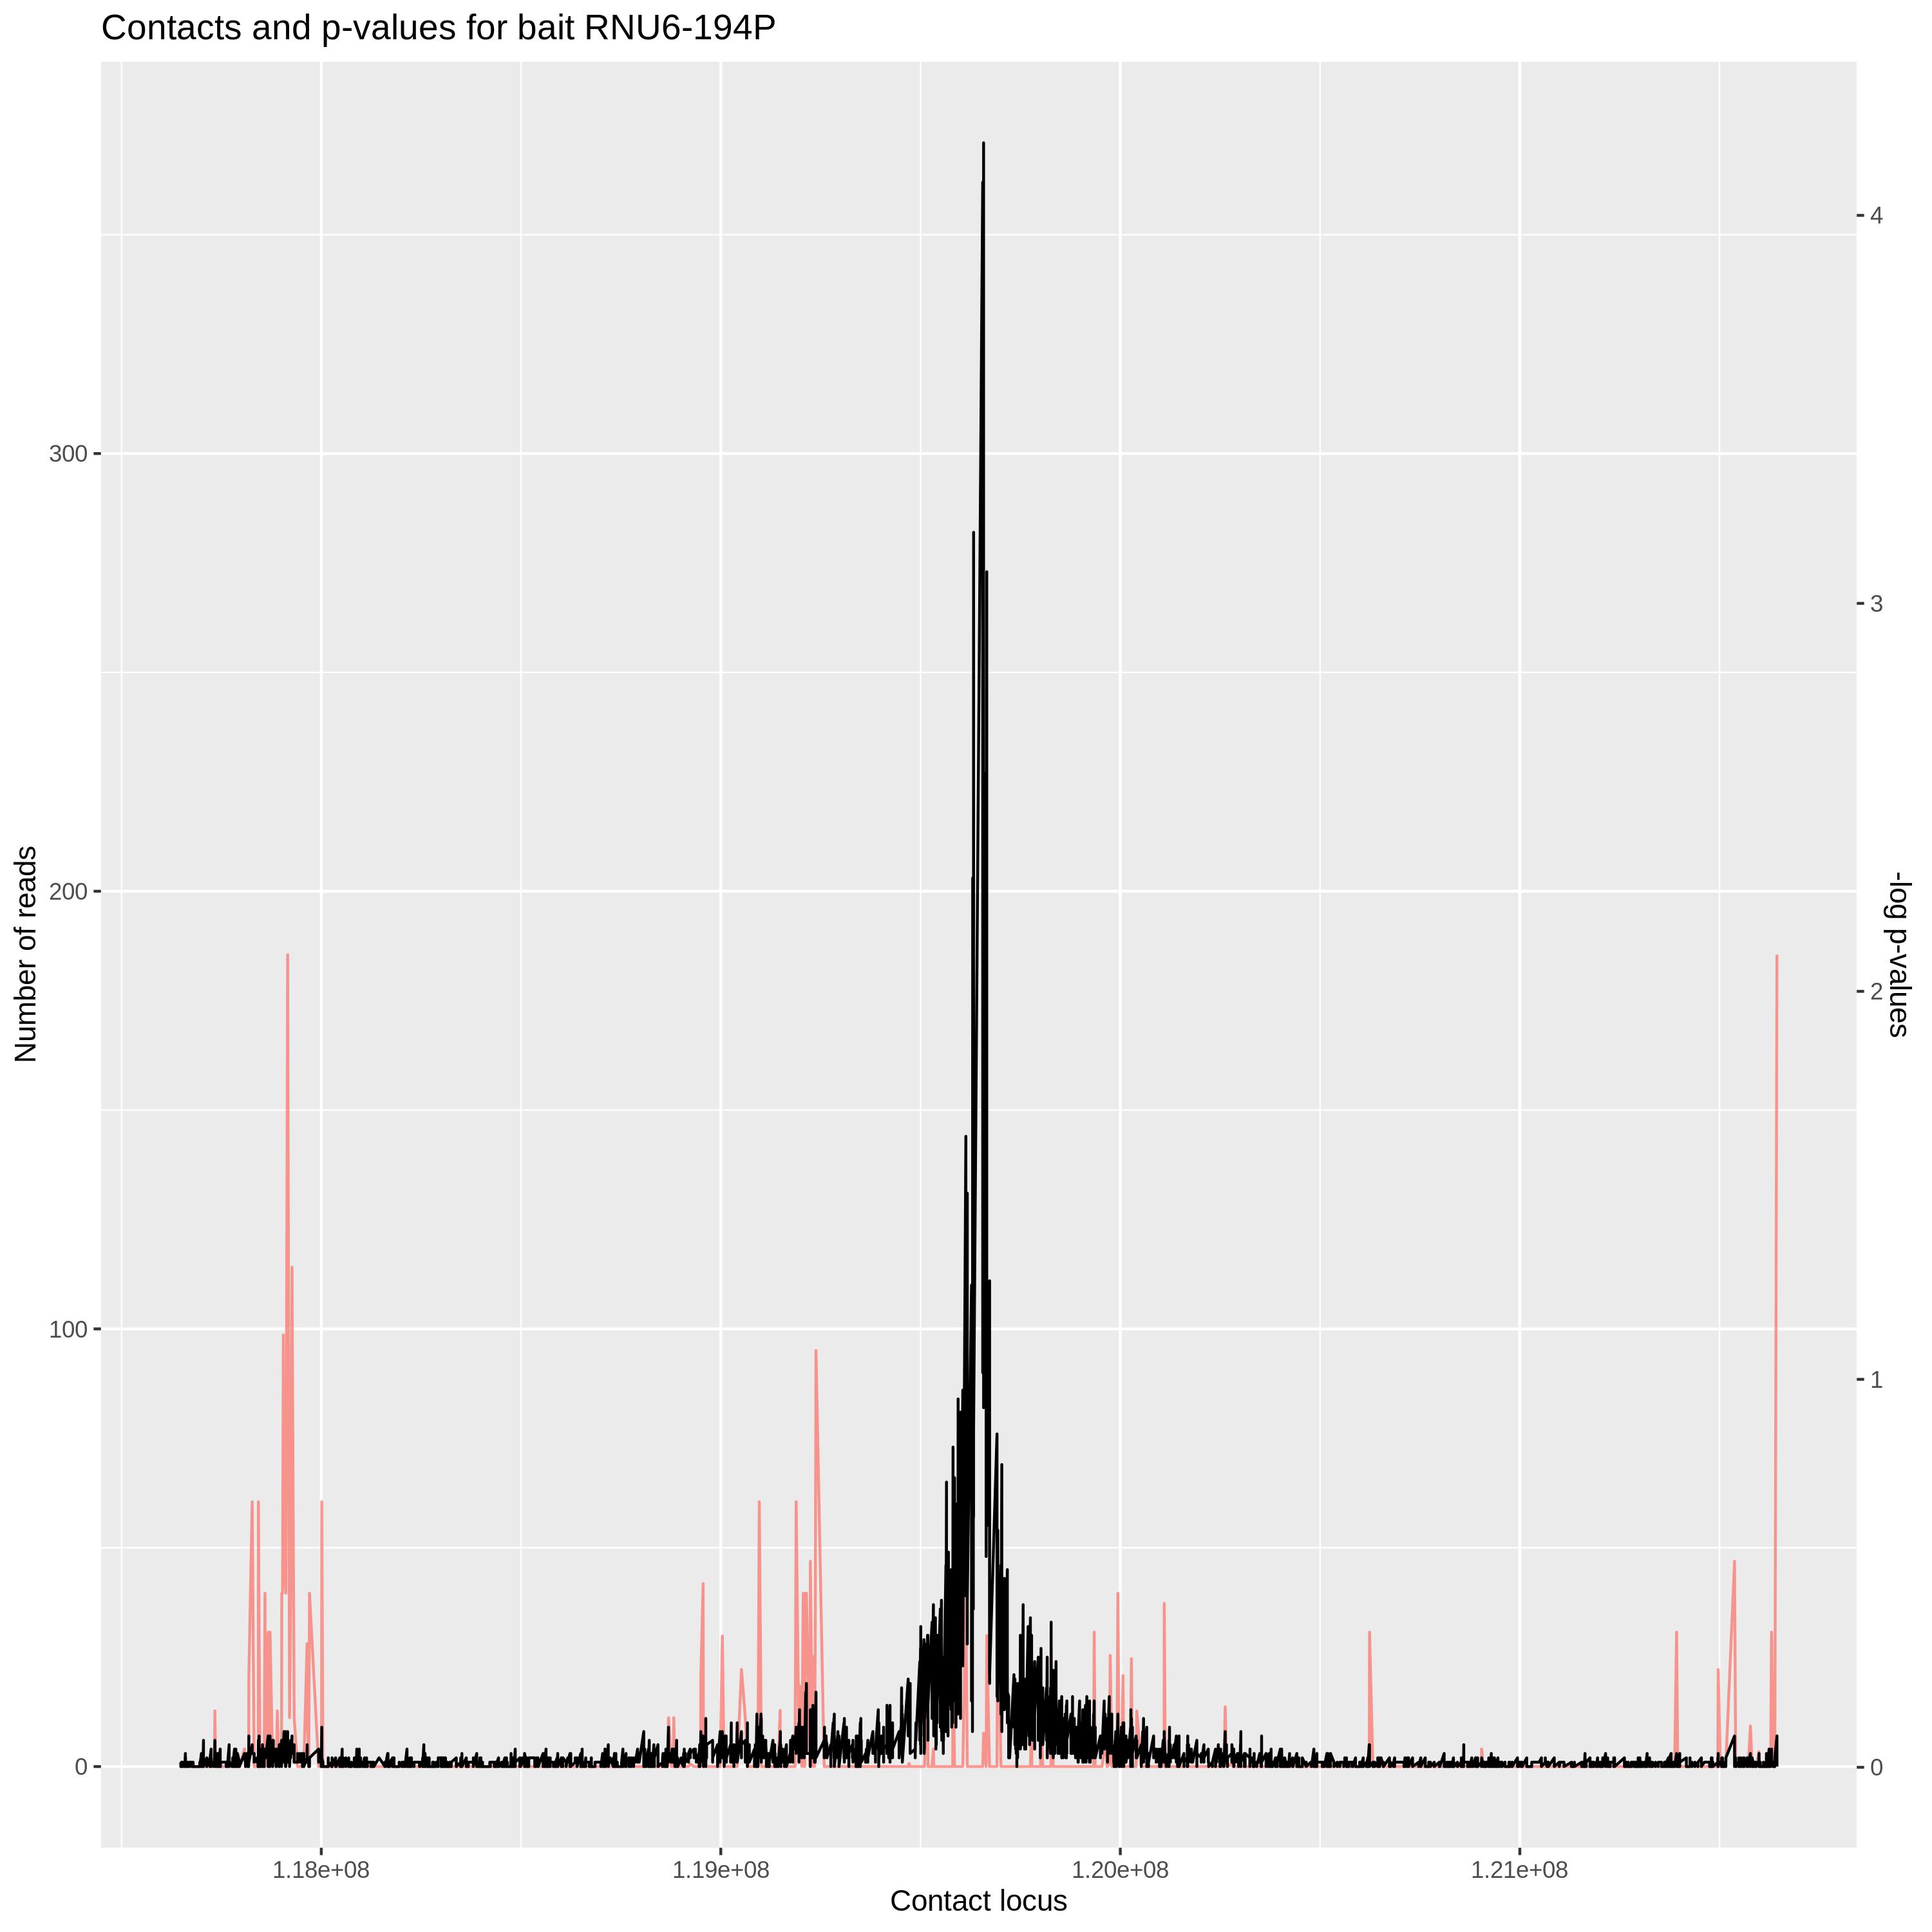 Contacts and p-values for bait RNU6-194P
Number of reads
300
200
100
0
4
3
2
1
0
-log p-values
1.18e+08
1.19e+08
1.20e+08
1.21e+08
Contact locus